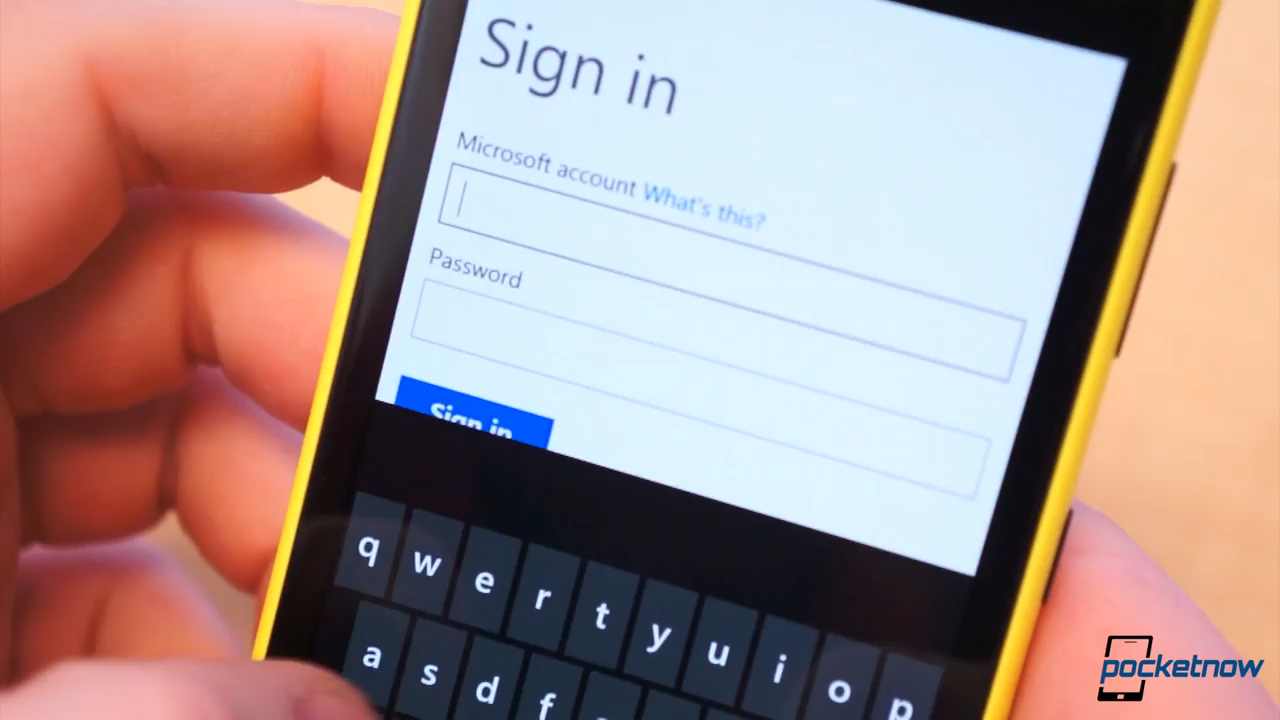 Sign in
Microsoft account What's this?
Password
Sign in
q w e r t y u i o p
a s d f
pocketnow